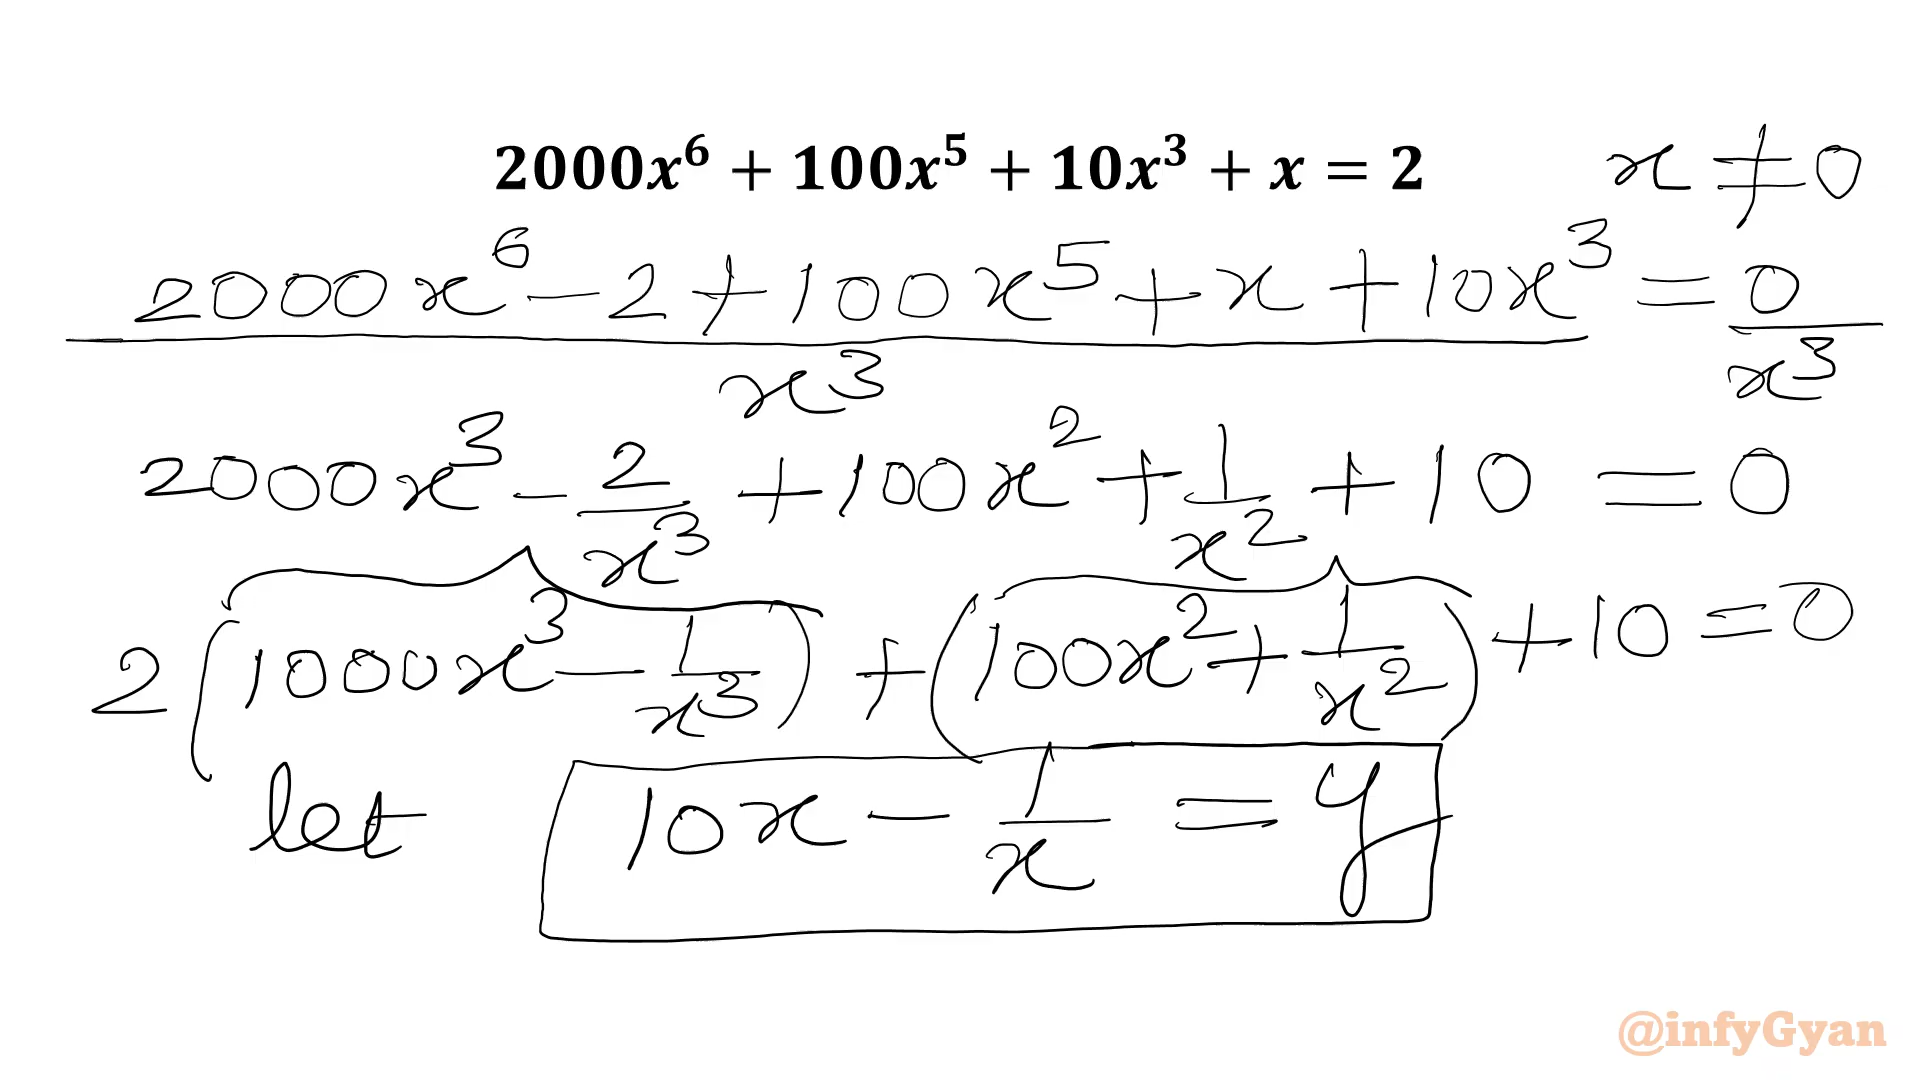 2000x⁶ + 100x⁵ + 10x³ + x = 2
x ≠ 0
(2000x⁶ − 2 + 100x⁵ + x + 10x³)/x³ = 0/x³
2000x³ − 2/x³ + 100x² + 1/x² + 10 = 0
2(1000x³ − 1/x³) + (100x² + 1/x²) + 10 = 0
let 10x − 1/x = y
@infyGyan